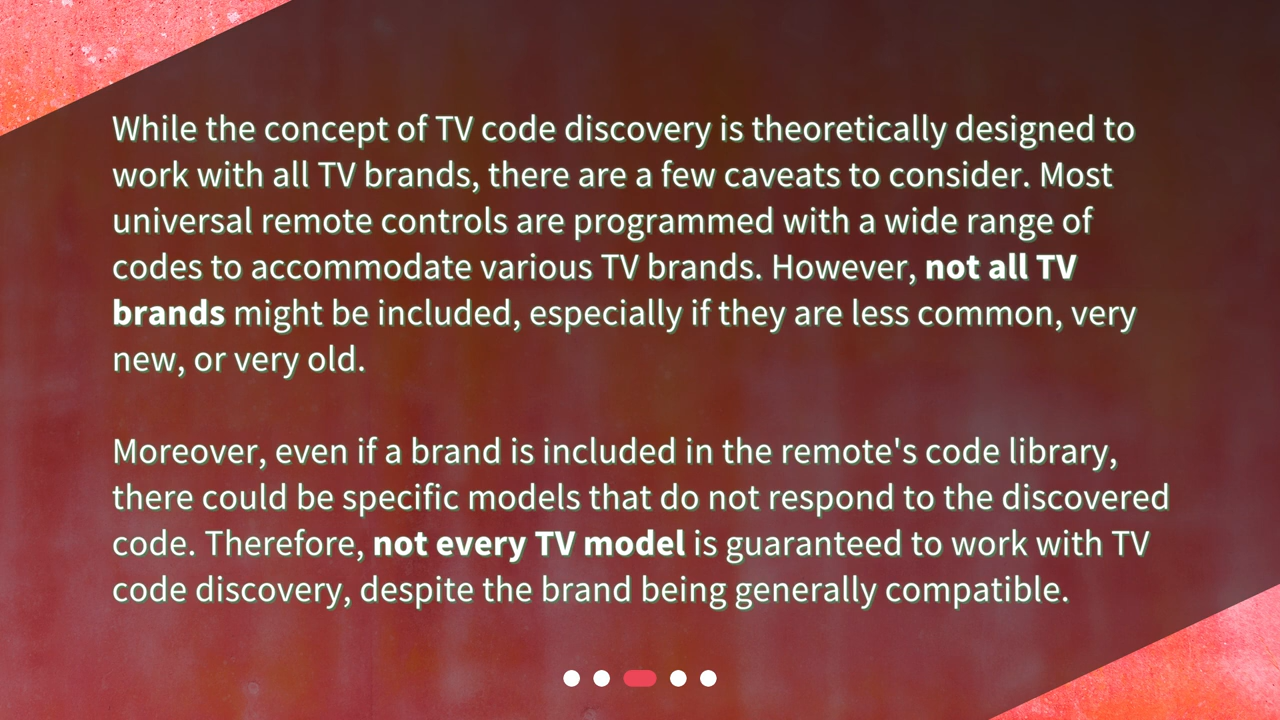 While the concept of TV code discovery is theoretically designed to
work with all TV brands, there are a few caveats to consider. Most
universal remote controls are programmed with a wide range of
codes to accommodate various TV brands. However, not all TV
brands might be included, especially if they are less common, very
new, or very old.
Moreover, even if a brand is included in the remote's code library,
there could be specific models that do not respond to the discovered
code. Therefore, not every TV model is guaranteed to work with TV
code discovery, despite the brand being generally compatible.